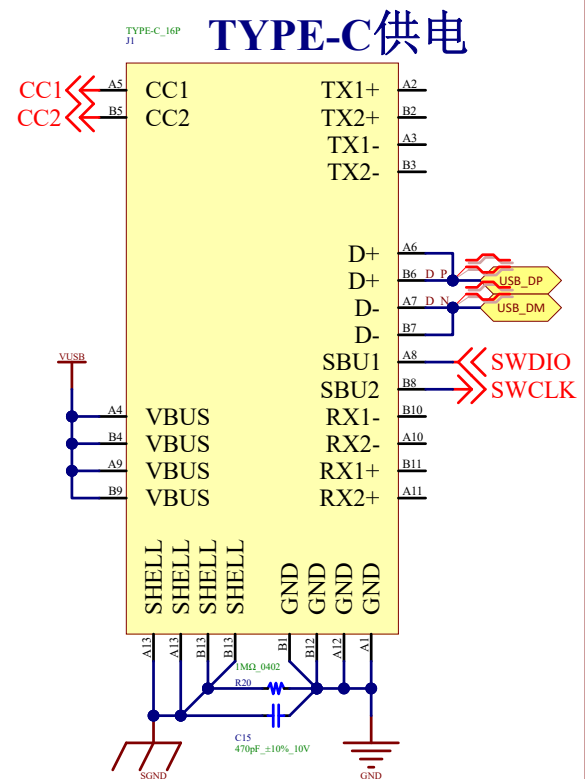 TYPE-C_16P
J1
TYPE-C供电
CC1 A5 CC1 TX1+ A2
CC2 B5 CC2 TX2+ B2
TX1- A3
TX2- B3
D+ A6
D+ B6 D_P USB_DP
D- A7 D_N USB_DM
D- B7
SBU1 A8 SWDIO
SBU2 B8 SWCLK
VUSB
A4 VBUS RX1- B10
B4 VBUS RX2- A10
A9 VBUS RX1+ B11
B9 VBUS RX2+ A11
SHELL SHELL SHELL SHELL GND GND GND GND
A13 A13 B13 B13 B1 B12 A12 A1
1MΩ_0402
R20
C15
470pF_±10%_10V
SGND
GND